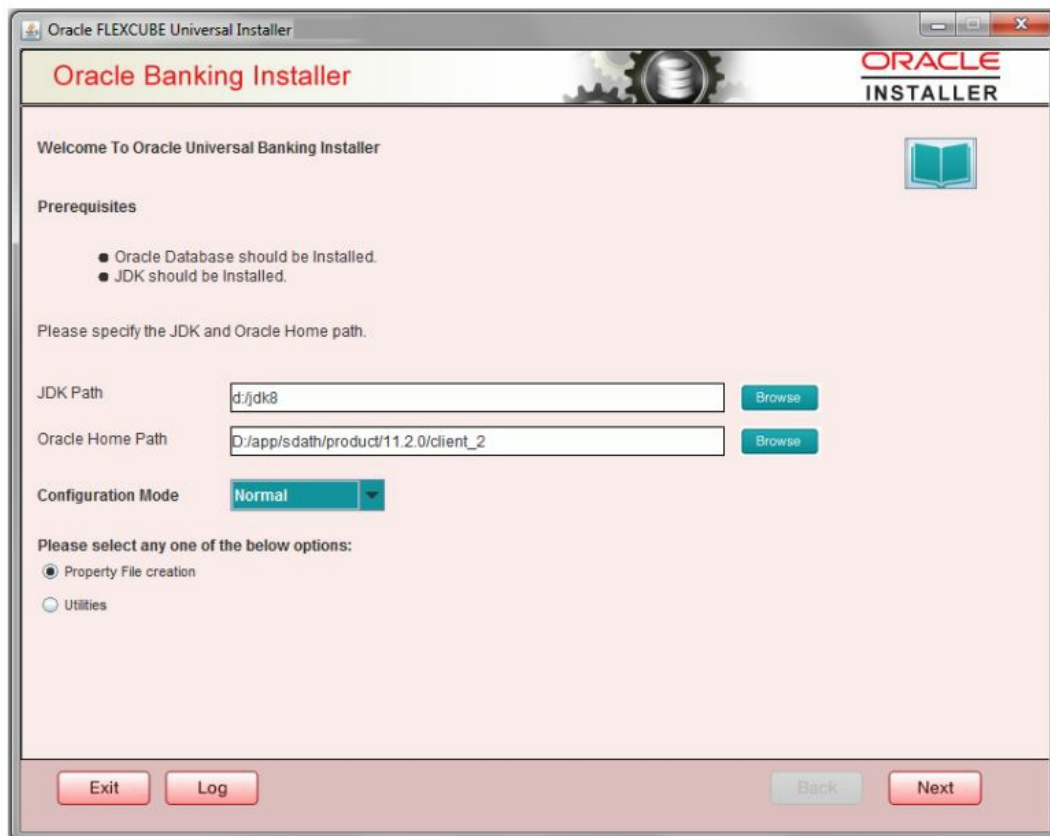 Oracle FLEXCUBE Universal Installer
Oracle Banking Installer
ORACLE
INSTALLER
Welcome To Oracle Universal Banking Installer
Prerequisites
Oracle Database should be Installed.
JDK should be Installed.
Please specify the JDK and Oracle Home path.
JDK Path d:/jdk8 Browse
Oracle Home Path D:/app/sdath/product/11.2.0/client_2 Browse
Configuration Mode Normal
Please select any one of the below options:
Property File creation
Utilities
Exit Log Back Next